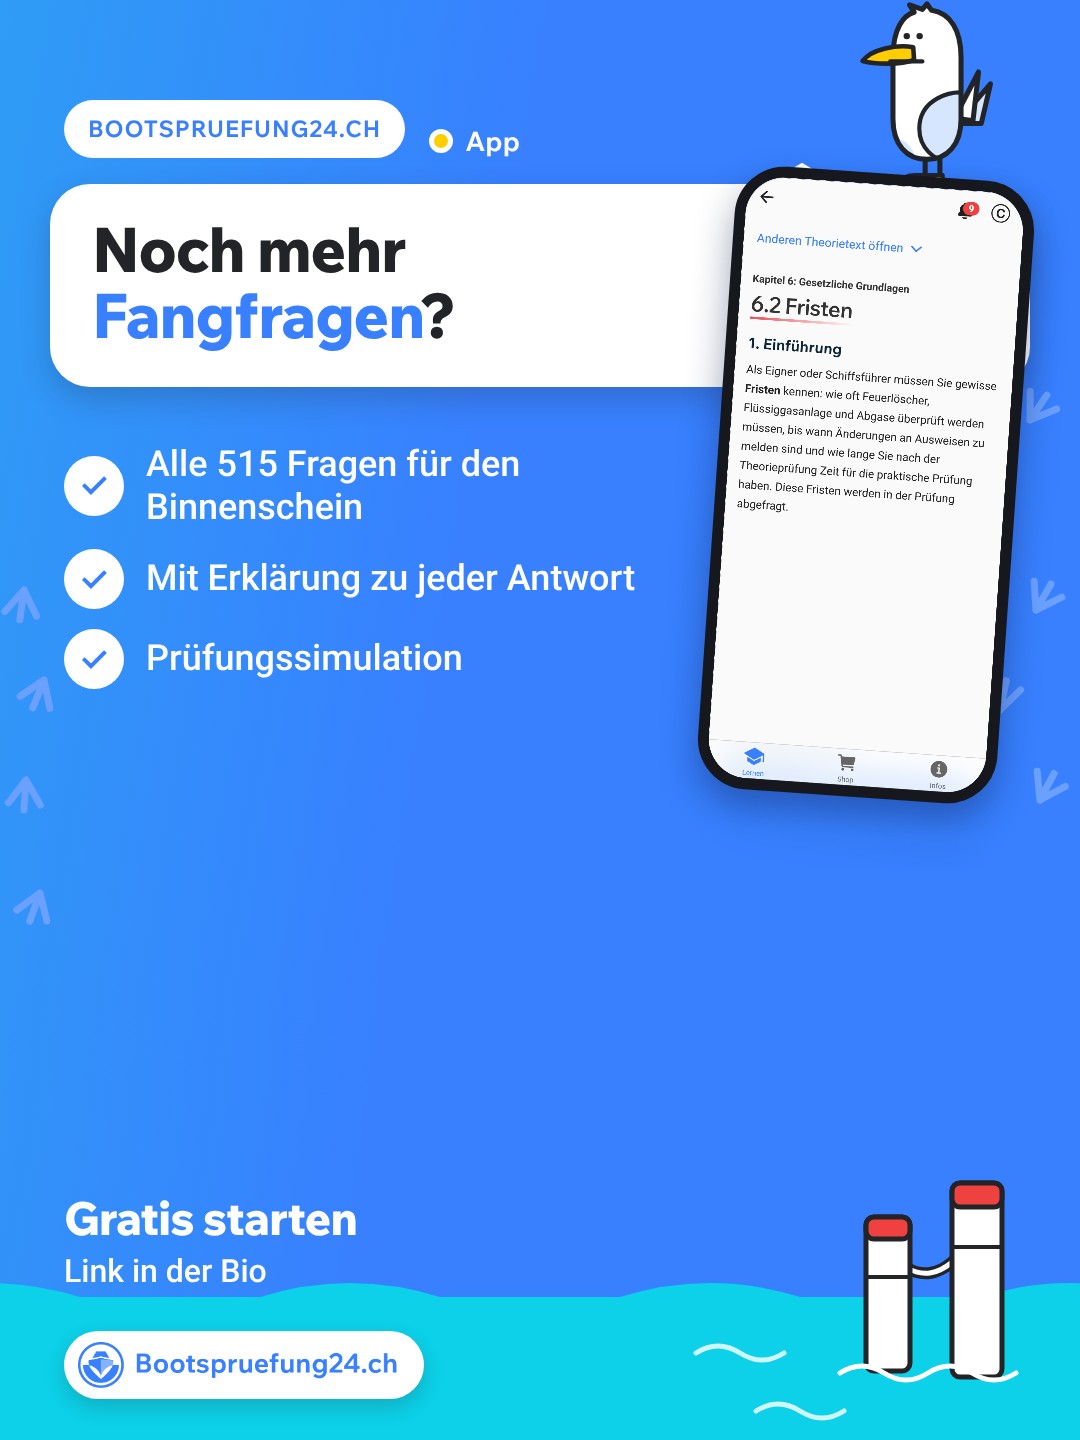 BOOTSPRUEFUNG24.CH
App
Noch mehr
Fangfragen?
Alle 515 Fragen für den
Binnenschein
Mit Erklärung zu jeder Antwort
Prüfungssimulation
9
C
Anderen Theorietext öffnen
Kapitel 6: Gesetzliche Grundlagen
6.2 Fristen
1. Einführung
Als Eigner oder Schiffsführer müssen Sie gewisse
Fristen kennen: wie oft Feuerlöscher,
Flüssiggasanlage und Abgase überprüft werden
müssen, bis wann Änderungen an Ausweisen zu
melden sind und wie lange Sie nach der
Theorieprüfung Zeit für die praktische Prüfung
haben. Diese Fristen werden in der Prüfung
abgefragt.
Lernen
Shop
Infos
Gratis starten
Link in der Bio
Bootspruefung24.ch